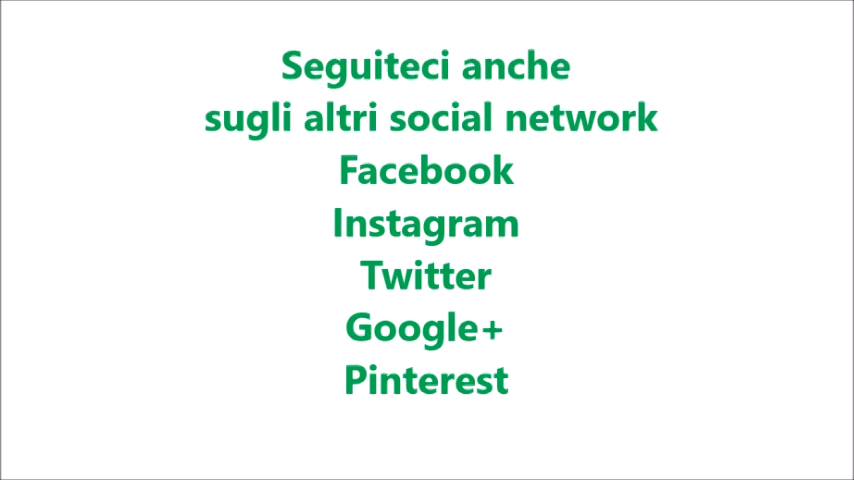 Seguiteci anche
sugli altri social network
Facebook
Instagram
Twitter
Google+
Pinterest